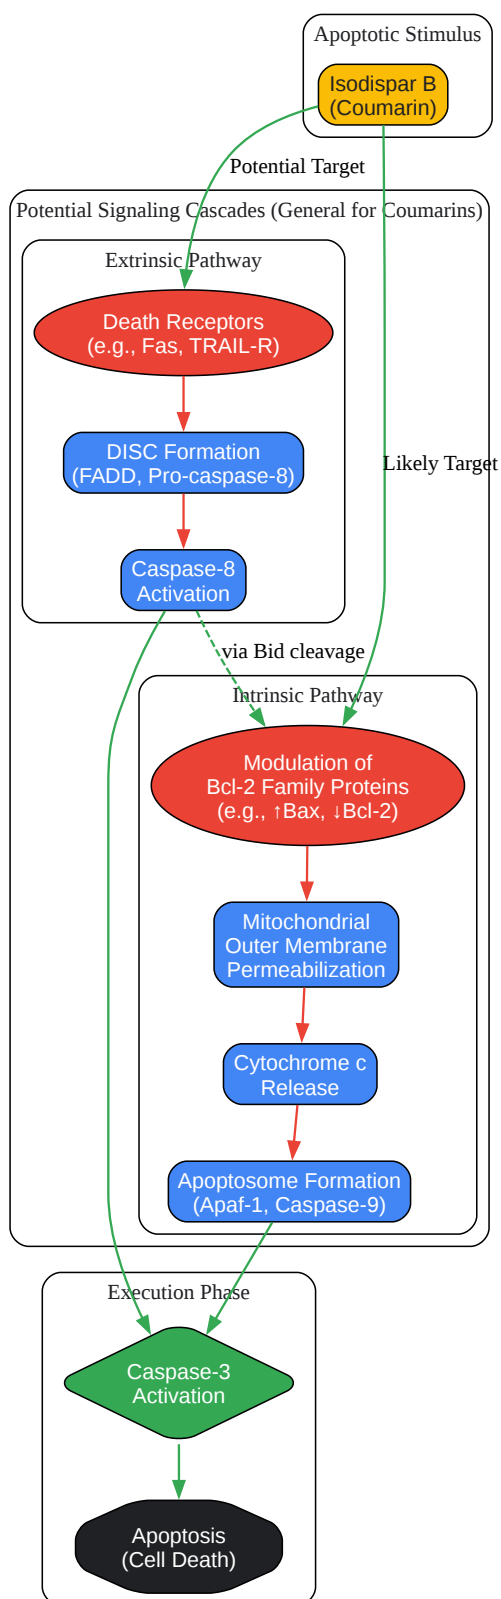 Apoptotic Stimulus
Isodispar B
(Coumarin)
Potential Target
Potential Signaling Cascades (General for Coumarins)
Extrinsic Pathway
Death Receptors
(e.g., Fas, TRAIL-R)
DISC Formation
(FADD, Pro-caspase-8)
Likely Target
Caspase-8
Activation
via Bid cleavage
Intrinsic Pathway
Modulation of
Bcl-2 Family Proteins
(e.g., ↑Bax, ↓Bcl-2)
Mitochondrial
Outer Membrane
Permeabilization
Cytochrome c
Release
Apoptosome Formation
(Apaf-1, Caspase-9)
Execution Phase
Caspase-3
Activation
Apoptosis
(Cell Death)